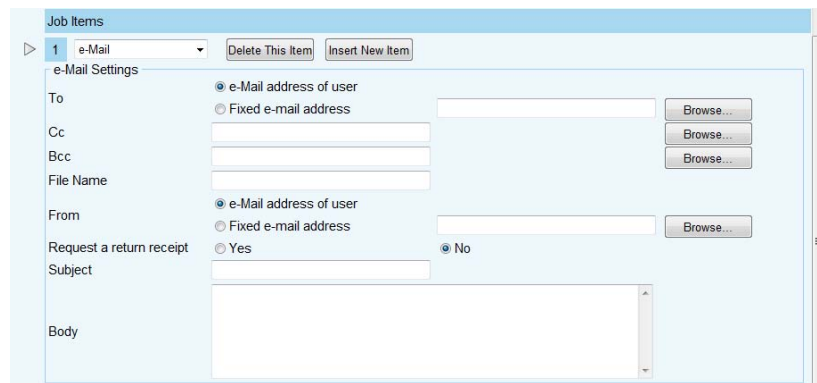 Job Items
1 e-Mail Delete This Item Insert New Item
e-Mail Settings
To
e-Mail address of user
Fixed e-mail address Browse...
Cc Browse...
Bcc Browse...
File Name
From
e-Mail address of user
Fixed e-mail address Browse...
Request a return receipt Yes No
Subject
Body